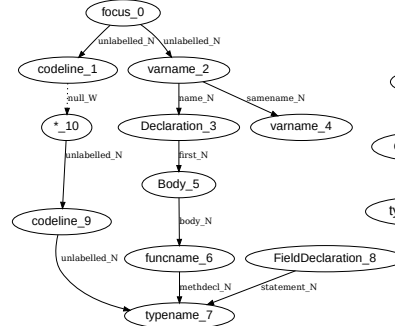 focus_0
unlabelled_N unlabelled_N
codeline_1 varname_2
null_W name_N samename_N
*_10 Declaration_3 varname_4
unlabelled_N first_N
Body_5
codeline_9 body_N
unlabelled_N funcname_6 FieldDeclaration_8
methdecl_N statement_N
typename_7